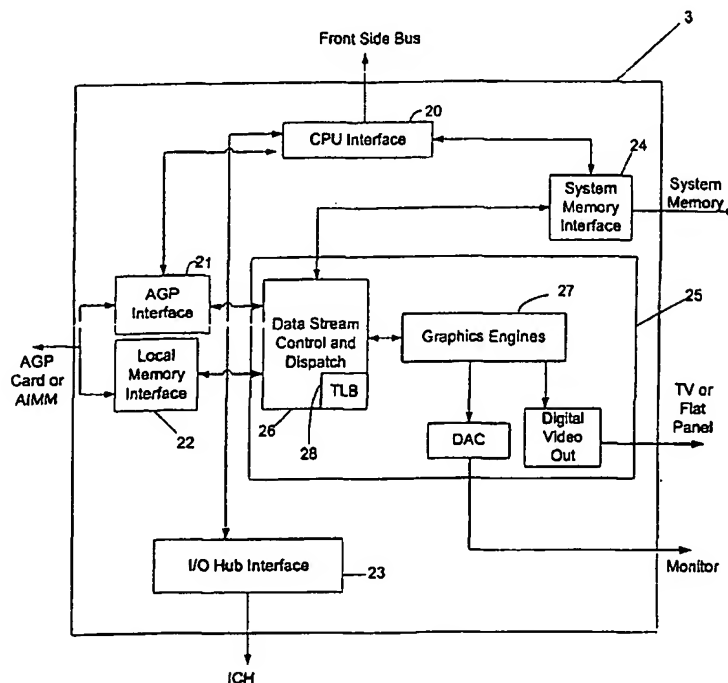 Front Side Bus
3
20
CPU Interface
24
System
Memory
Interface
System
Memory
21
AGP
Interface
Local
Memory
Interface
22
AGP
Card or
AIMM
Data Stream
Control and
Dispatch
TLB
26
28
27
Graphics Engines
25
DAC
Digital
Video
Out
TV or
Flat
Panel
Monitor
I/O Hub Interface
23
ICH